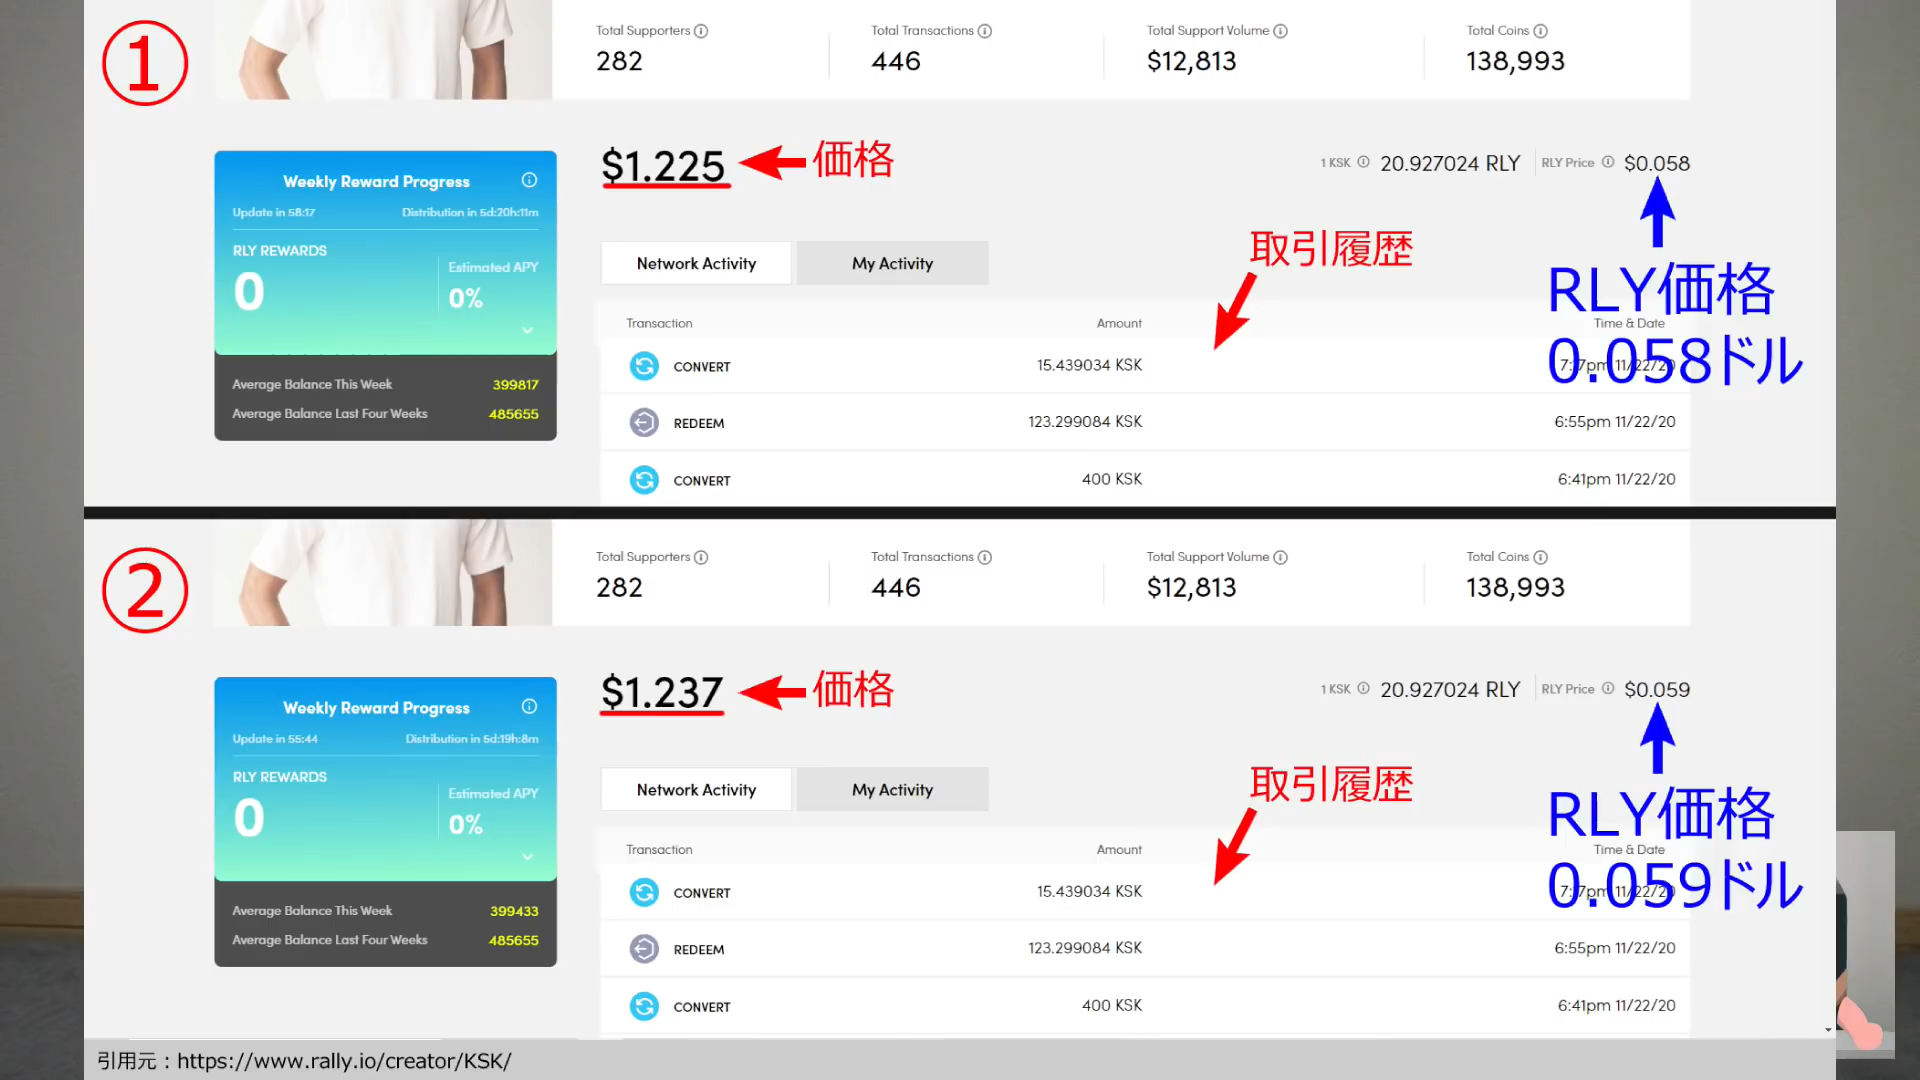 ①
Total Supporters
282
Total Transactions
446
Total Support Volume
$12,813
Total Coins
138,993
$1.225
価格
1 KSK 20.927024 RLY
RLY Price $0.058
Weekly Reward Progress
Update in 58:17 Distribution in 5d:20h:11m
RLY REWARDS
0
Estimated APY
0%
Average Balance This Week 399817
Average Balance Last Four Weeks 485655
Network Activity
My Activity
取引履歴
RLY価格
0.058ドル
Transaction Amount Time & Date
CONVERT 15.439034 KSK 11/22/20
REDEEM 123.299084 KSK 6:55pm 11/22/20
CONVERT 400 KSK 6:41pm 11/22/20
②
Total Supporters
282
Total Transactions
446
Total Support Volume
$12,813
Total Coins
138,993
$1.237
価格
1 KSK 20.927024 RLY
RLY Price $0.059
Weekly Reward Progress
Update in 55:44 Distribution in 5d:19h:8m
RLY REWARDS
0
Estimated APY
0%
Average Balance This Week 399433
Average Balance Last Four Weeks 485655
Network Activity
My Activity
取引履歴
RLY価格
0.059ドル
Transaction Amount Time & Date
CONVERT 15.439034 KSK 11/22/20
REDEEM 123.299084 KSK 6:55pm 11/22/20
CONVERT 400 KSK 6:41pm 11/22/20
引用元：https://www.rally.io/creator/KSK/